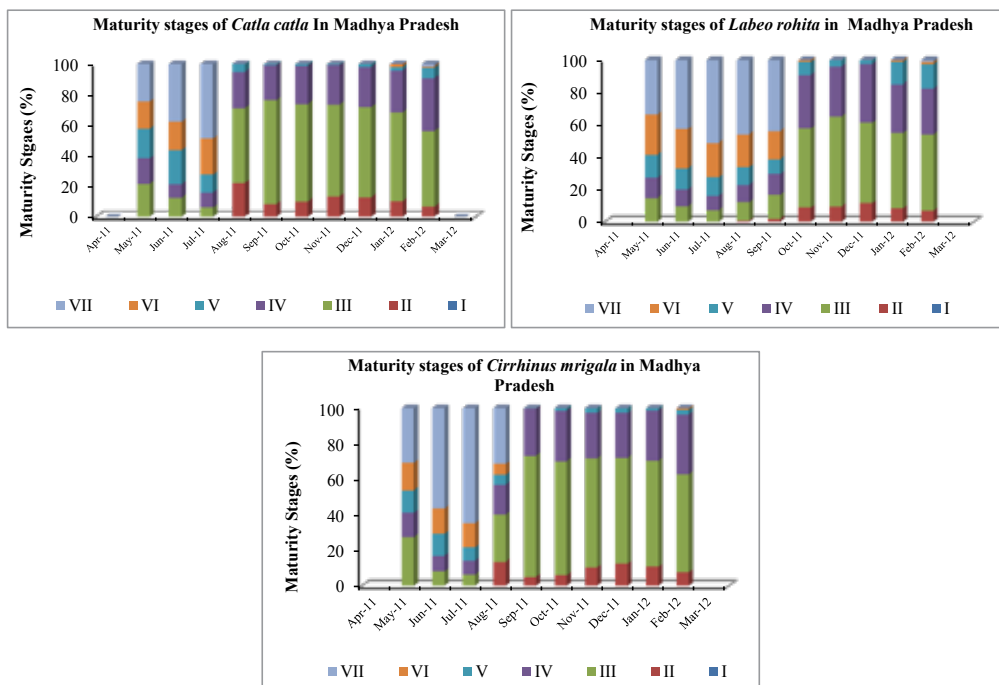 Maturity stages of Catla catla In Madhya Pradesh
Maturity Stgaes (%)
100
80
60
40
20
0
Apr-11
May-11
Jun-11
Jul-11
Aug-11
Sep-11
Oct-11
Nov-11
Dec-11
Jan-12
Feb-12
Mar-12
VII VI V IV III II I
Maturity stages of Labeo rohita in Madhya Pradesh
Maturity Stages (%)
100
80
60
40
20
0
Apr-11
May-11
Jun-11
Jul-11
Aug-11
Sep-11
Oct-11
Nov-11
Dec-11
Jan-12
Feb-12
Mar-12
VII VI V IV III II I
Maturity stages of Cirrhinus mrigala in Madhya
Pradesh
Maturity Stages (%)
100
80
60
40
20
0
Apr-11
May-11
Jun-11
Jul-11
Aug-11
Sep-11
Oct-11
Nov-11
Dec-11
Jan-12
Feb-12
Mar-12
VII VI V IV III II I